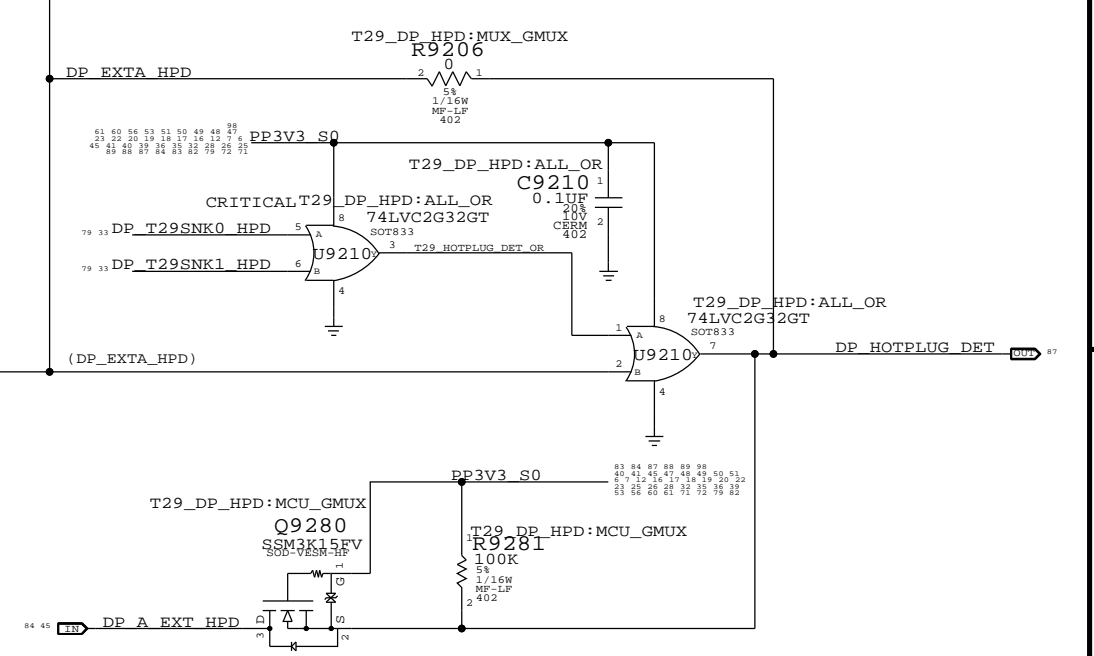 T29_DP_HPD:MUX_GMUX
R9206
0
DP_EXTA_HPD
2 1
5%
1/16W
MF-LF
402
98
61 60 56 53 51 50 49 48 47
23 22 20 19 18 17 16 12 7 6
45 41 40 39 36 35 32 28 26 25
89 88 87 84 83 82 79 72 71
PP3V3_S0
T29_DP_HPD:ALL_OR
C9210
1
0.1UF
20%
10V
CERM
402
2
CRITICAL
T29_DP_HPD:ALL_OR
8
74LVC2G32GT
SOT833
79 33 DP_T29SNK0_HPD 5 A
U9210 Y 3 T29_HOTPLUG_DET_OR
79 33 DP_T29SNK1_HPD 6 B
4
T29_DP_HPD:ALL_OR
8
74LVC2G32GT
SOT833
1 A
U9210 Y 7 DP_HOTPLUG_DET OUT 87
(DP_EXTA_HPD)
2 B
4
PP3V3_S0
83 84 87 88 89 98
40 41 45 47 48 49 50 51
6 7 12 16 17 18 19 20 22
23 25 26 28 32 35 36 39
53 56 60 61 71 72 79 82
T29_DP_HPD:MCU_GMUX
Q9280
SSM3K15FV
SOD-VESM-HF
1
G
1
T29_DP_HPD:MCU_GMUX
R9281
100K
5%
1/16W
MF-LF
402
2
84 45 IN DP_A_EXT_HPD
D
3
S
2